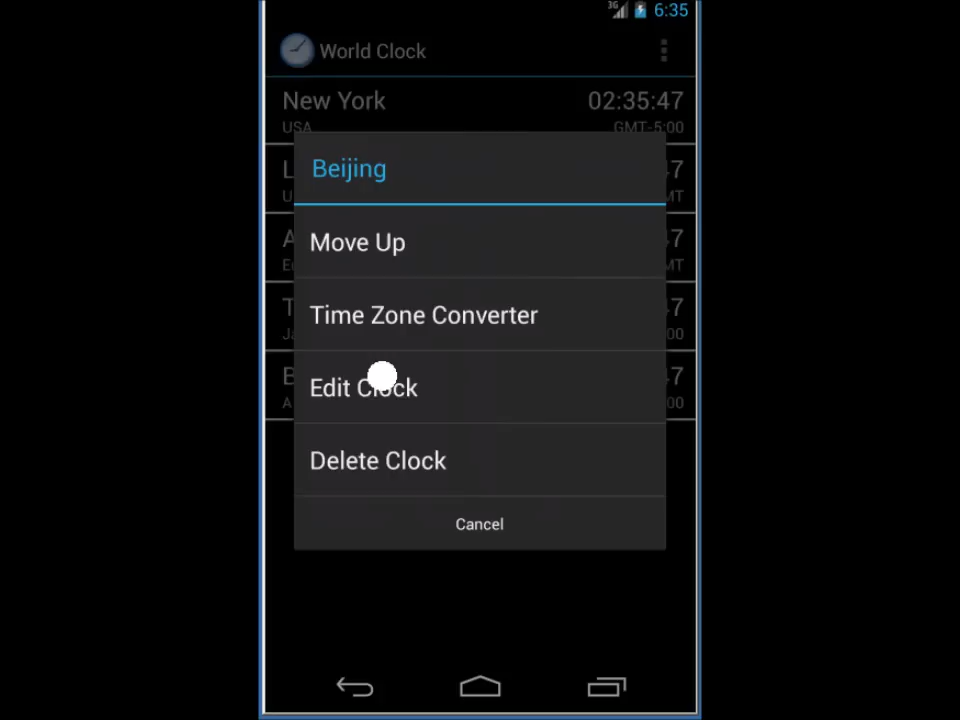 3G 6:35
World Clock
New York 02:35:47
USA GMT-5:00
Beijing
Move Up
Time Zone Converter
Edit Clock
Delete Clock
Cancel